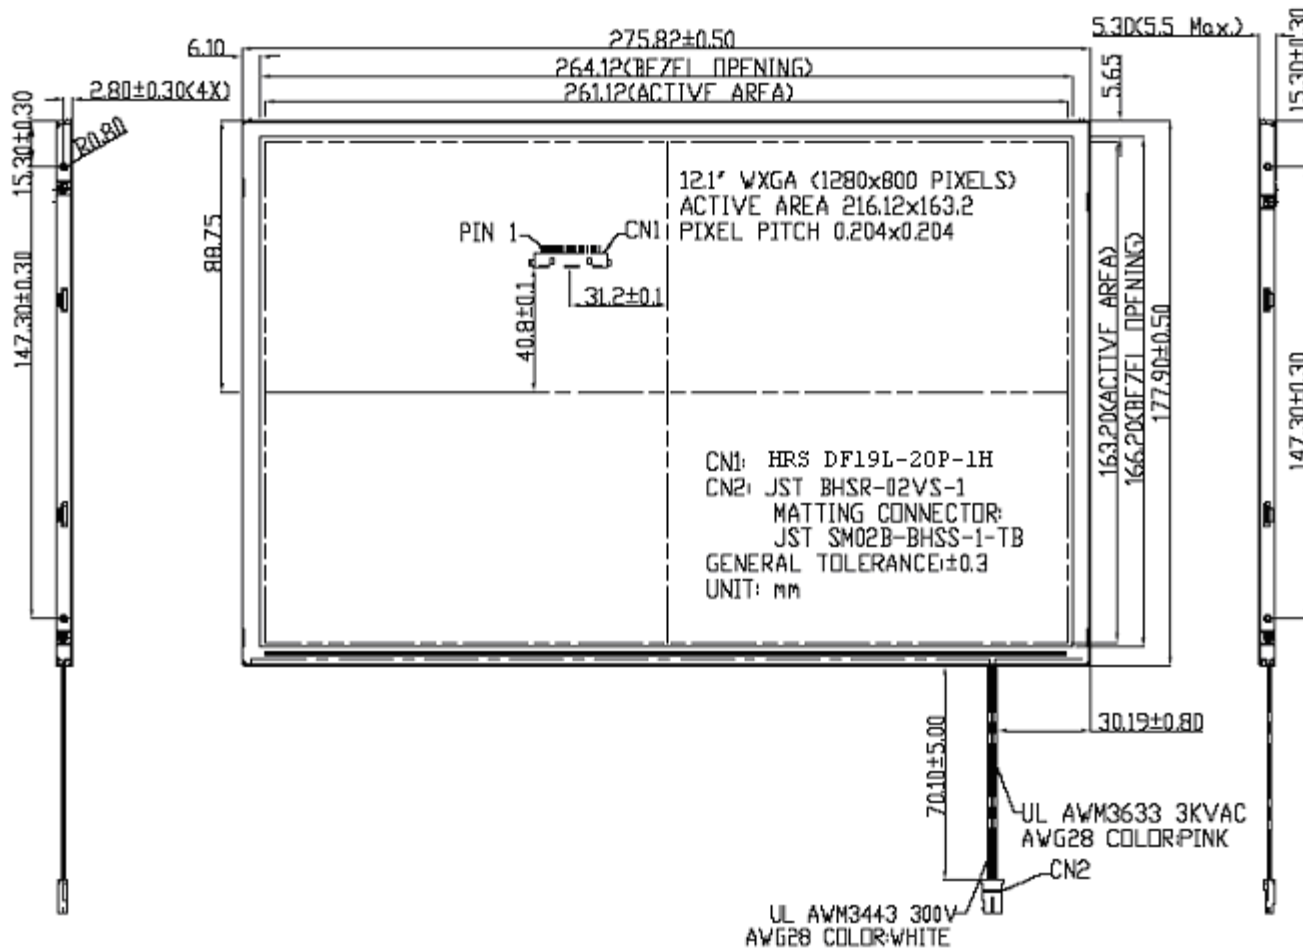 275.82±0.50
5.30(5.5 Max.)
6.10
264.12(BEZEL OPENING)
2.80±0.30(4X)
261.12(ACTIVE AREA)
5.65
15.30±0.30
15.30±0.30
R0.80
12.1" WXGA (1280x800 PIXELS)
ACTIVE AREA 216.12x163.2
PIN 1
CN1
PIXEL PITCH 0.204x0.204
88.75
31.2±0.1
40.8±0.1
147.30±0.30
163.20(ACTIVE AREA)
166.20(BEZEL OPENING)
177.90±0.50
147.30±0.30
CN1: HRS DF19L-20P-1H
CN2: JST BHSR-02VS-1
MATTING CONNECTOR:
JST SM02B-BHSS-1-TB
GENERAL TOLERANCE:±0.3
UNIT: mm
30.19±0.80
70.10±5.00
UL AWM3633 3KVAC
AWG28 COLOR:PINK
CN2
UL AWM3443 300V
AWG28 COLOR:WHITE